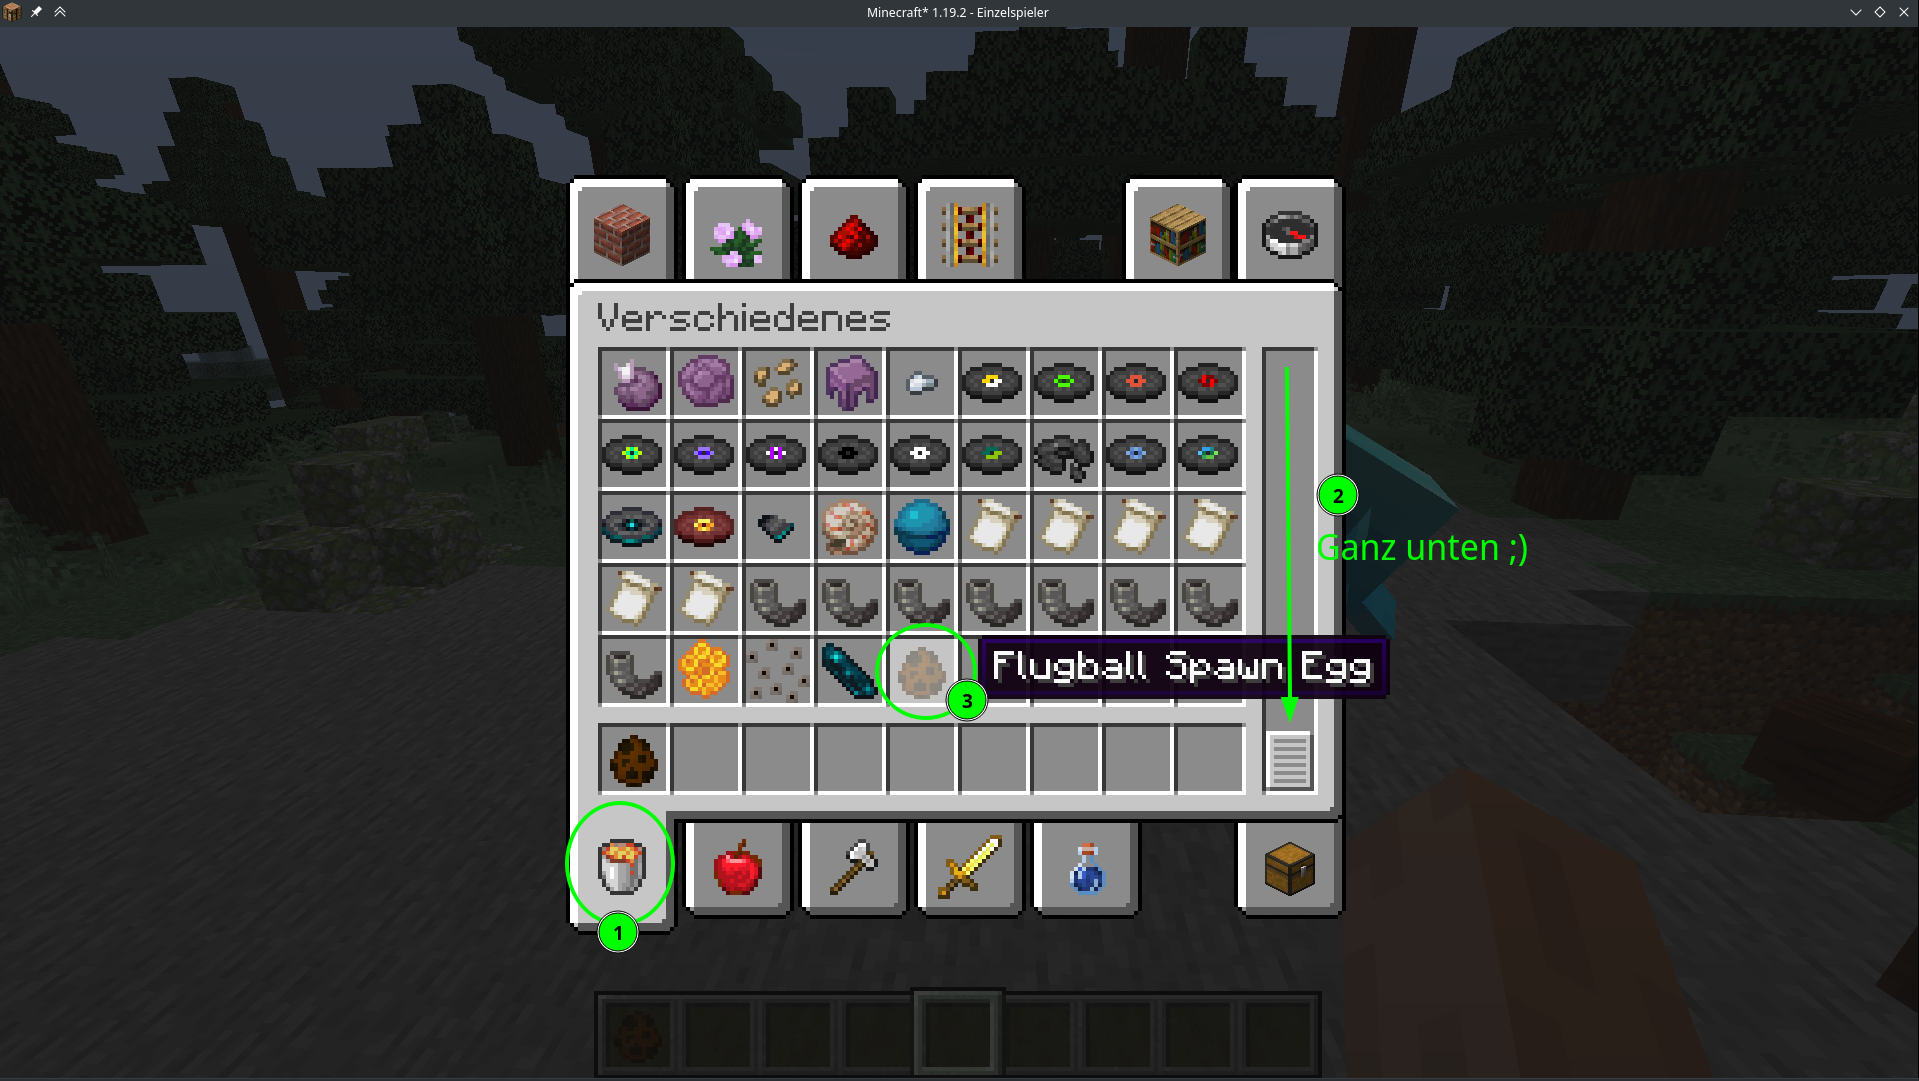 Minecraft* 1.19.2 - Einzelspieler
Verschiedenes
2
Ganz unten ;)
Flugball Spawn Egg
3
1